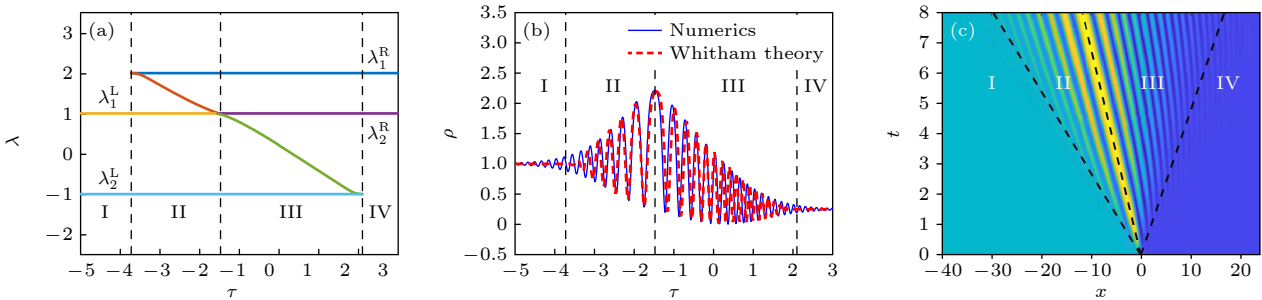 (a)
λ
3
2
1
0
−1
−2
λ₁ᴿ
λ₁ᴸ
λ₂ᴿ
λ₂ᴸ
I II III IV
−5 −4 −3 −2 −1 0 1 2 3
τ
(b)
Numerics
Whitham theory
ρ
3.5
3.0
2.5
2.0
1.5
1.0
0.5
0
−0.5
I II III IV
−5 −4 −3 −2 −1 0 1 2 3
τ
(c)
t
8
7
6
5
4
3
2
1
0
I II III IV
−40 −30 −20 −10 0 10 20
x